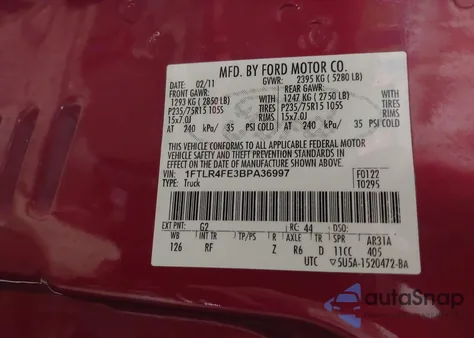 MFD. BY FORD MOTOR CO.
DATE: 02/11 GVWR: 2395 KG ( 5280 LB)
FRONT GAWR: REAR GAWR:
1293 KG ( 2850 LB) WITH 1247 KG ( 2750 LB) WITH
P235/75R15 105S TIRES P235/75R15 105S TIRES
15x7.0J RIMS 15x7.0J RIMS
AT 240 kPa/ 35 PSI COLD AT 240 kPa/ 35 PSI COLD
THIS VEHICLE CONFORMS TO ALL APPLICABLE FEDERAL MOTOR
VEHICLE SAFETY AND THEFT PREVENTION STANDARDS IN
EFFECT ON THE DATE OF MANUFACTURE SHOWN ABOVE.
VIN: 1FTLR4FE3BPA36997 F0122
TYPE: Truck T0295
EXT PNT: G2 RC: 44 DSO:
WB INT TR TP/PS R AXLE TR SPR AR31A
126 RF Z R6 D 11CC 405
UTC 5U5A-1520472-BA
autaSnap